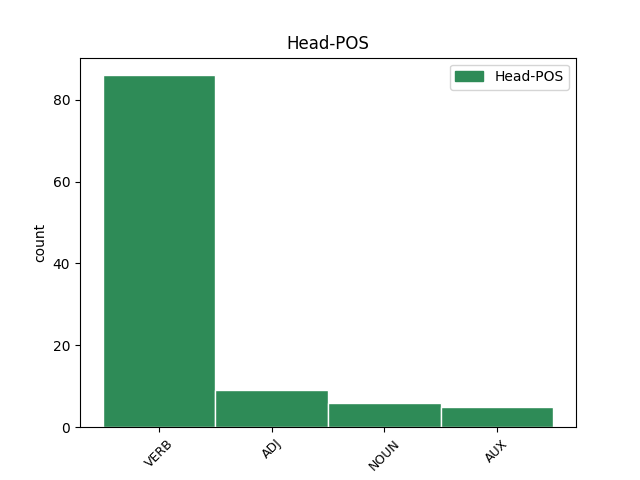 Head-POS
Head-POS
count
80
60
40
20
0
VERB
ADJ
NOUN
AUX